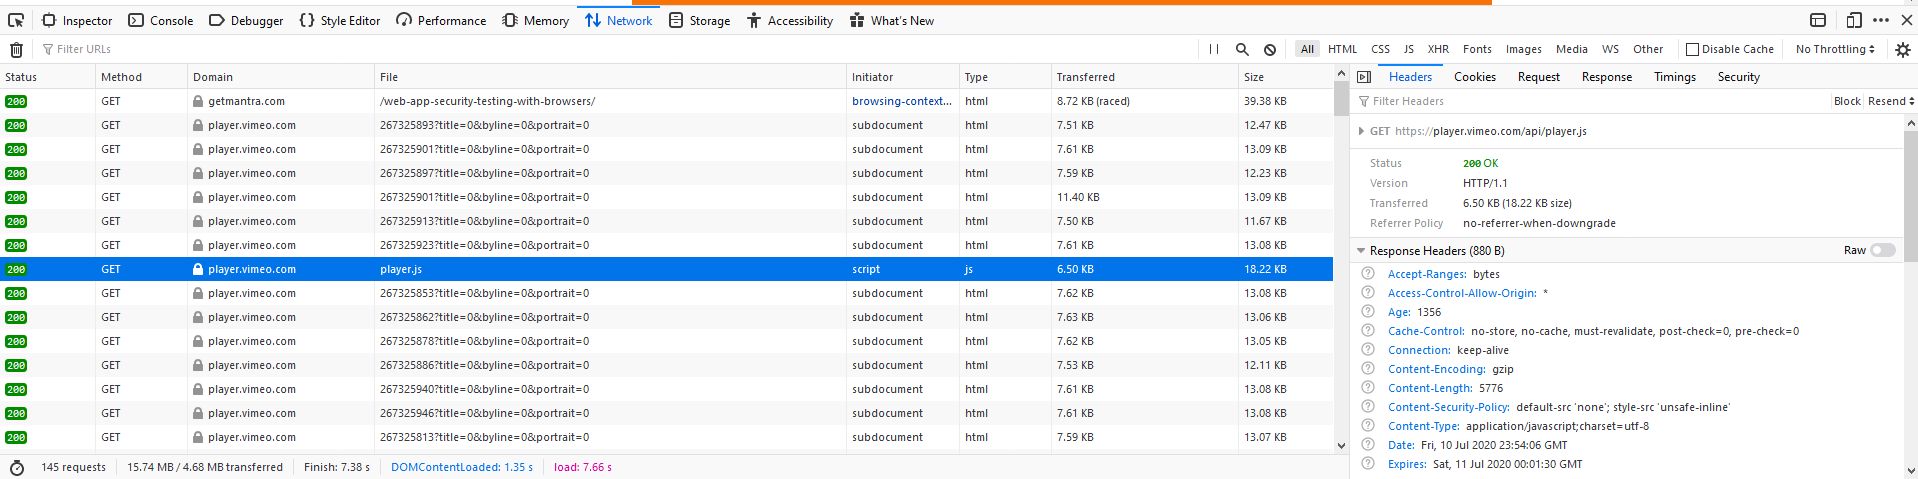 Inspector Console Debugger Style Editor Performance Memory Network Storage Accessibility What's New
Filter URLs All HTML CSS JS XHR Fonts Images Media WS Other Disable Cache No Throttling
Status Method Domain File Initiator Type Transferred Size
200 GET getmantra.com /web-app-security-testing-with-browsers/ browsing-context... html 8.72 KB (raced) 39.38 KB
200 GET player.vimeo.com 267325893?title=0&byline=0&portrait=0 subdocument html 7.51 KB 12.47 KB
200 GET player.vimeo.com 267325901?title=0&byline=0&portrait=0 subdocument html 7.61 KB 13.09 KB
200 GET player.vimeo.com 267325897?title=0&byline=0&portrait=0 subdocument html 7.59 KB 12.23 KB
200 GET player.vimeo.com 267325901?title=0&byline=0&portrait=0 subdocument html 11.40 KB 13.09 KB
200 GET player.vimeo.com 267325913?title=0&byline=0&portrait=0 subdocument html 7.50 KB 11.67 KB
200 GET player.vimeo.com 267325923?title=0&byline=0&portrait=0 subdocument html 7.61 KB 13.08 KB
200 GET player.vimeo.com player.js script js 6.50 KB 18.22 KB
200 GET player.vimeo.com 267325853?title=0&byline=0&portrait=0 subdocument html 7.62 KB 13.08 KB
200 GET player.vimeo.com 267325862?title=0&byline=0&portrait=0 subdocument html 7.63 KB 13.06 KB
200 GET player.vimeo.com 267325878?title=0&byline=0&portrait=0 subdocument html 7.62 KB 13.05 KB
200 GET player.vimeo.com 267325886?title=0&byline=0&portrait=0 subdocument html 7.53 KB 12.11 KB
200 GET player.vimeo.com 267325940?title=0&byline=0&portrait=0 subdocument html 7.61 KB 13.08 KB
200 GET player.vimeo.com 267325946?title=0&byline=0&portrait=0 subdocument html 7.61 KB 13.08 KB
200 GET player.vimeo.com 267325813?title=0&byline=0&portrait=0 subdocument html 7.59 KB 13.07 KB
145 requests 15.74 MB / 4.68 MB transferred Finish: 7.38 s DOMContentLoaded: 1.35 s load: 7.66 s
Headers Cookies Request Response Timings Security
Filter Headers Block Resend
GET https://player.vimeo.com/api/player.js
Status 200 OK
Version HTTP/1.1
Transferred 6.50 KB (18.22 KB size)
Referrer Policy no-referrer-when-downgrade
Response Headers (880 B) Raw
Accept-Ranges: bytes
Access-Control-Allow-Origin: *
Age: 1356
Cache-Control: no-store, no-cache, must-revalidate, post-check=0, pre-check=0
Connection: keep-alive
Content-Encoding: gzip
Content-Length: 5776
Content-Security-Policy: default-src 'none'; style-src 'unsafe-inline'
Content-Type: application/javascript;charset=utf-8
Date: Fri, 10 Jul 2020 23:54:06 GMT
Expires: Sat, 11 Jul 2020 00:01:30 GMT